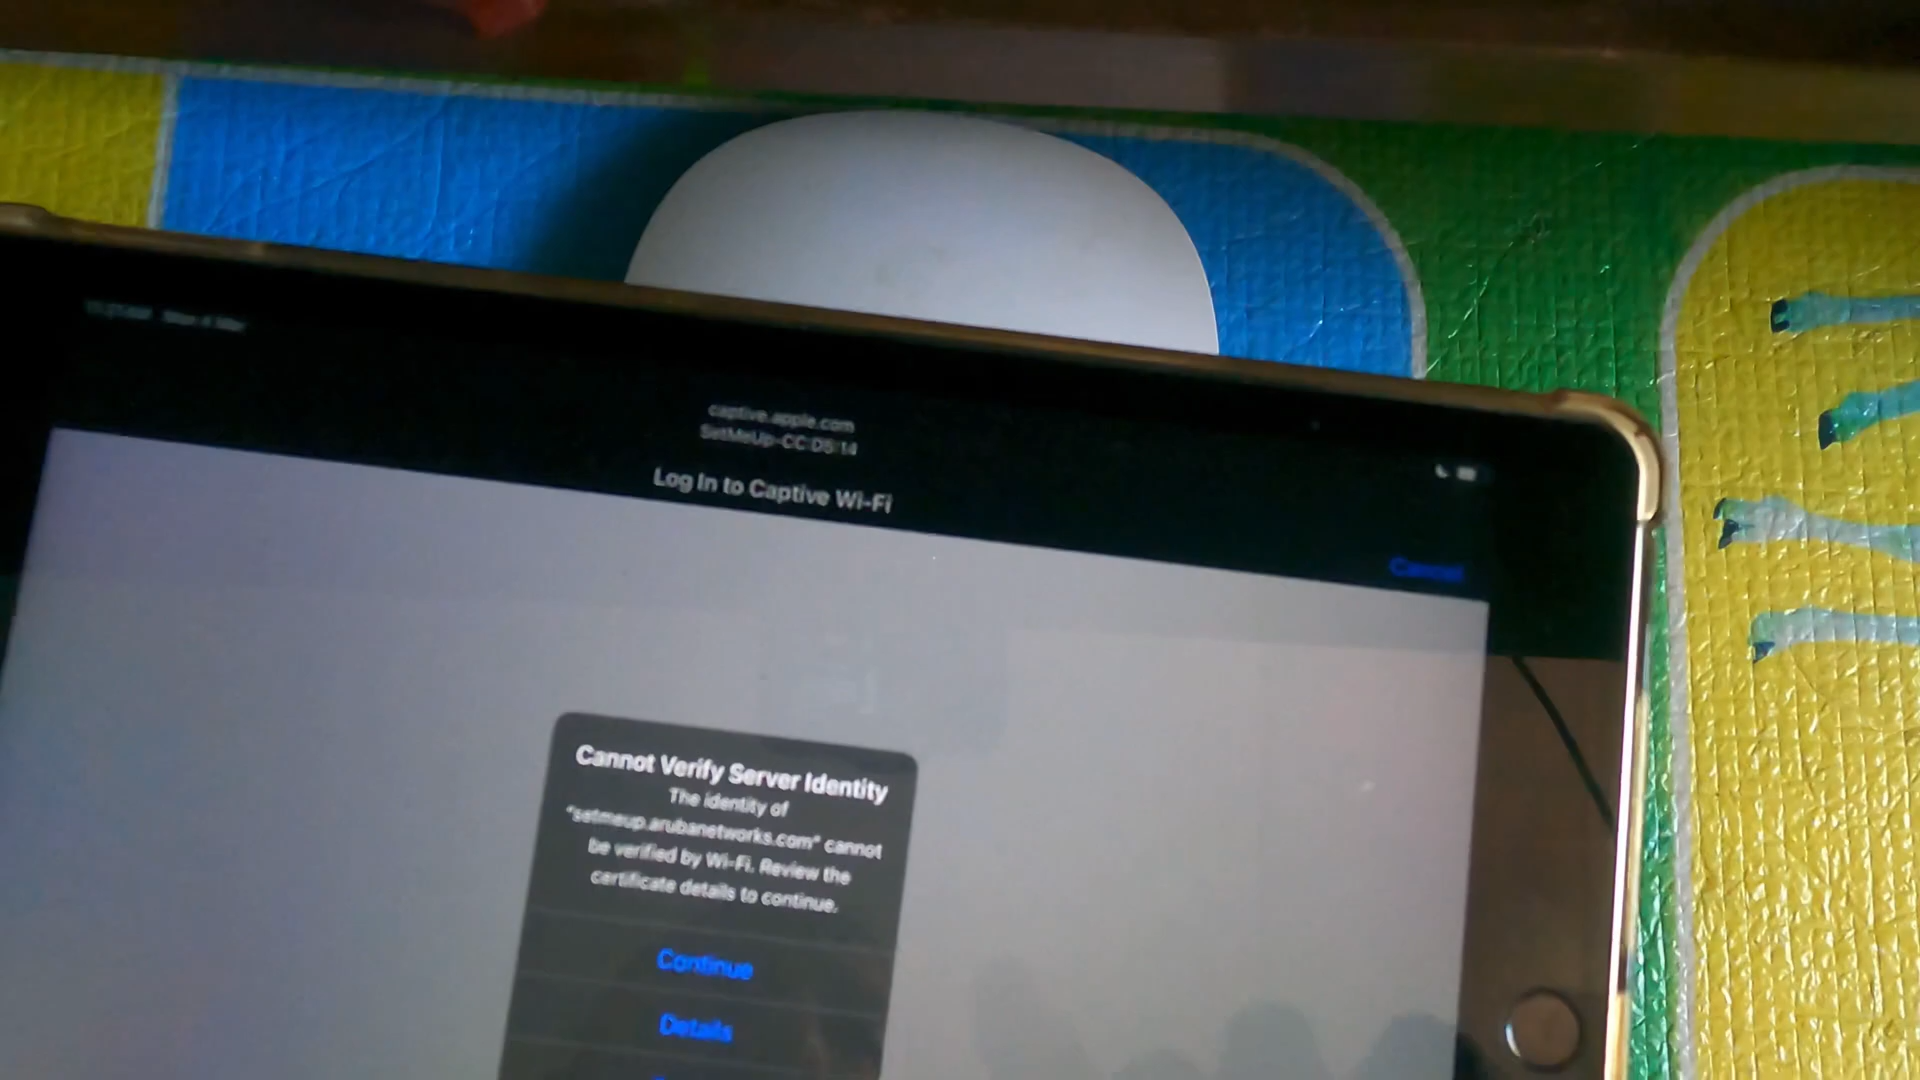 captive.apple.com
SetMeUp-CC:D5:14
Log In to Captive Wi-Fi
Cancel
Cannot Verify Server Identity
The identity of
"setmeup.arubanetworks.com" cannot
be verified by Wi-Fi. Review the
certificate details to continue.
Continue
Details